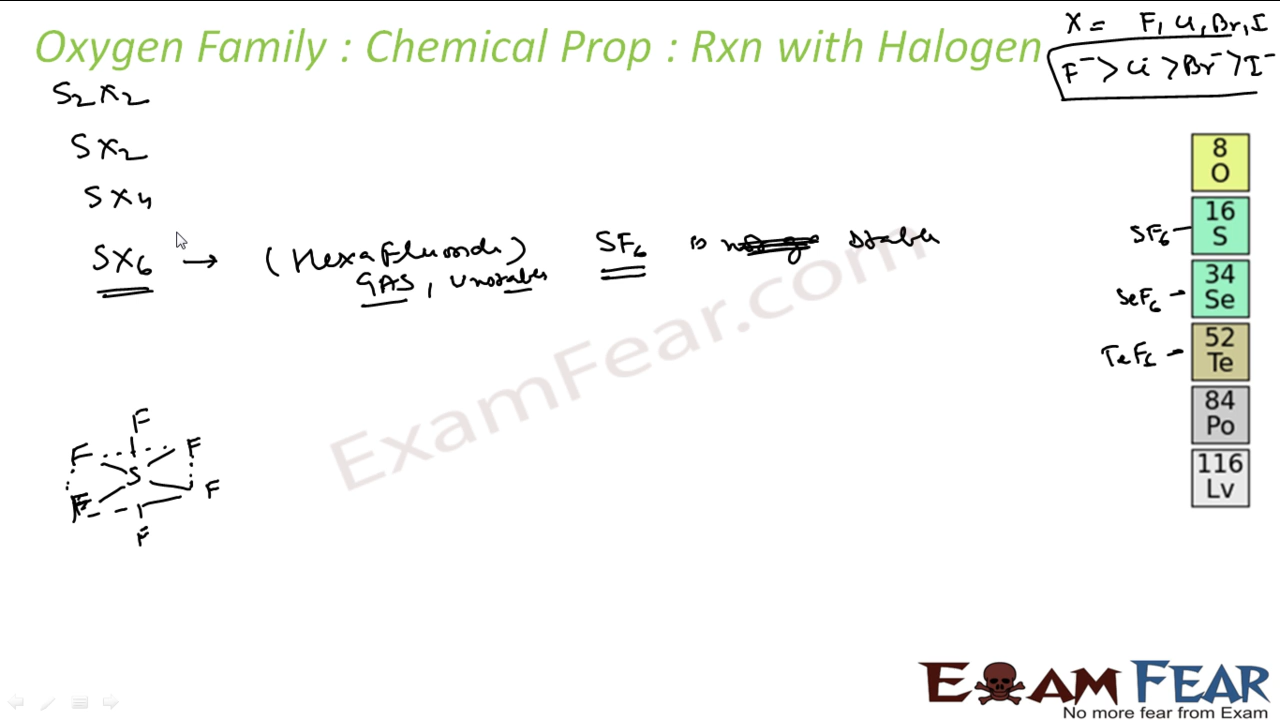 Oxygen Family : Chemical Prop : Rxn with Halogen
X = F, Cl, Br, I
F⁻ > Cl > Br⁻ > I⁻
S₂X₂
SX₂
SX₄
SX₆ → (Hexafluoride) SF₆ is stable
GAS,
8
O
SF₆ - 16
S
SeF₆ - 34
Se
TeF₆ - 52
Te
84
Po
116
Lv
F
F F
S
F F
F
ExamFear.com
EXAM FEAR
No more fear from Exam